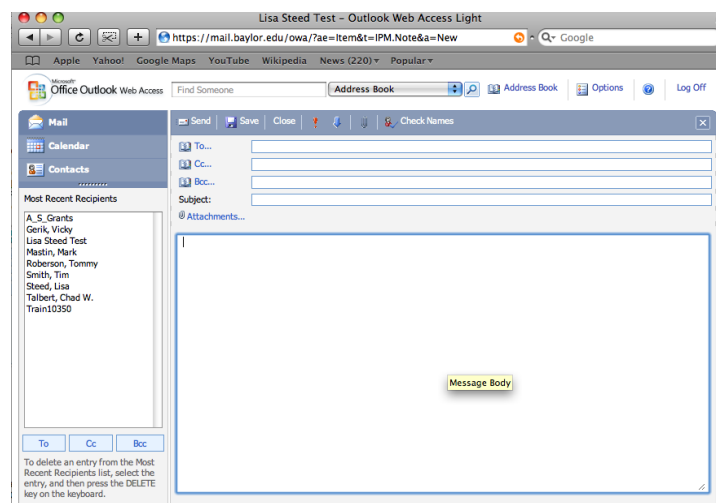 Lisa Steed Test – Outlook Web Access Light
https://mail.baylor.edu/owa/?ae=Item&t=IPM.Note&a=New
Google
Apple Yahoo! Google Maps YouTube Wikipedia News (220) Popular
Microsoft
Office Outlook Web Access
Find Someone
Address Book
Address Book
Options
Log Off
Mail
Send Save Close Check Names
Calendar
To...
Contacts
Cc...
Bcc...
Most Recent Recipients
Subject:
Attachments...
A_S_Grants
Gerik, Vicky
Lisa Steed Test
Mastin, Mark
Roberson, Tommy
Smith, Tim
Steed, Lisa
Talbert, Chad W.
Train10350
Message Body
To Cc Bcc
To delete an entry from the Most
Recent Recipients list, select the
entry, and then press the DELETE
key on the keyboard.